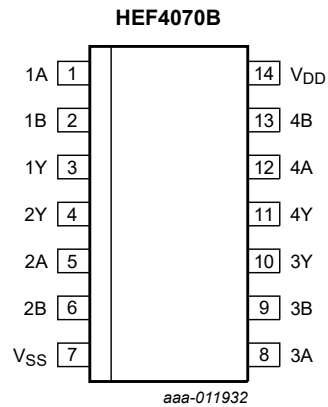 HEF4070B
1A 1 14 VDD
1B 2 13 4B
1Y 3 12 4A
2Y 4 11 4Y
2A 5 10 3Y
2B 6 9 3B
VSS 7 8 3A
aaa-011932